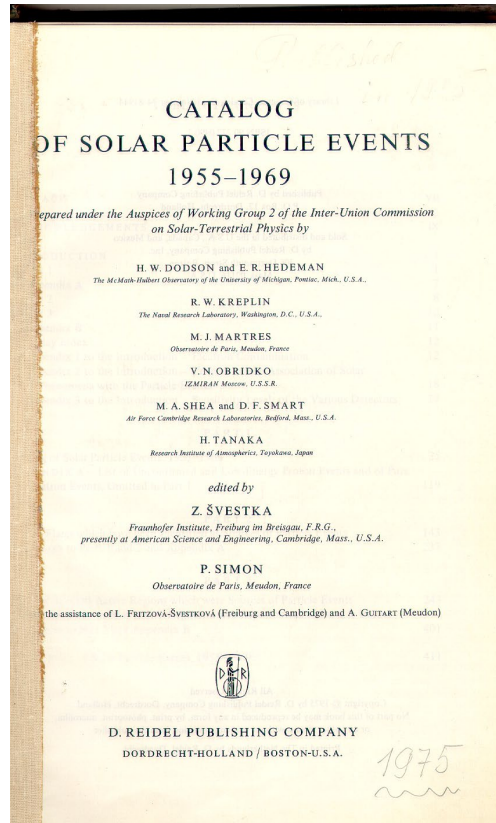 CATALOG
OF SOLAR PARTICLE EVENTS
1955–1969
epared under the Auspices of Working Group 2 of the Inter-Union Commission
on Solar-Terrestrial Physics by
H. W. DODSON and E. R. HEDEMAN
The McMath-Hulbert Observatory of the University of Michigan, Pontiac, Mich., U.S.A.,
R. W. KREPLIN
The Naval Research Laboratory, Washington, D.C., U.S.A.,
M. J. MARTRES
Observatoire de Paris, Meudon, France
V. N. OBRIDKO
IZMIRAN Moscow, U.S.S.R.
M. A. SHEA and D. F. SMART
Air Force Cambridge Research Laboratories, Bedford, Mass., U.S.A.
H. TANAKA
Research Institute of Atmospherics, Toyokawa, Japan
edited by
Z. ŠVESTKA
Fraunhofer Institute, Freiburg im Breisgau, F.R.G.,
presently at American Science and Engineering, Cambridge, Mass., U.S.A.
P. SIMON
Observatoire de Paris, Meudon, France
the assistance of L. FRITZOVÁ-ŠVESTKOVÁ (Freiburg and Cambridge) and A. GUITART (Meudon)
D R
D. REIDEL PUBLISHING COMPANY
DORDRECHT-HOLLAND / BOSTON-U.S.A.
1975